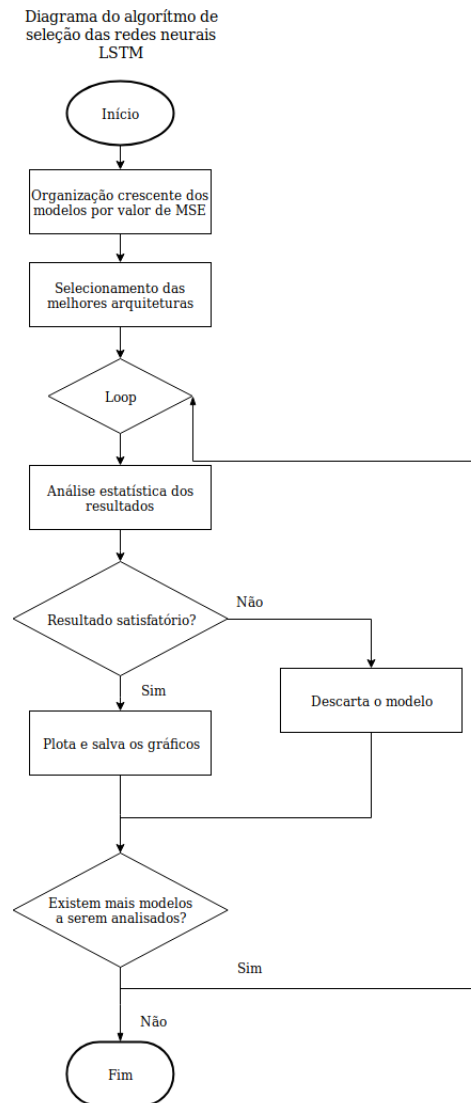 Diagrama do algorítmo de
seleção das redes neurais
LSTM
Início
Organização crescente dos
modelos por valor de MSE
Selecionamento das
melhores arquiteturas
Loop
Análise estatística dos
resultados
Resultado satisfatório?
Não
Sim
Descarta o modelo
Plota e salva os gráficos
Existem mais modelos
a serem analisados?
Sim
Não
Fim